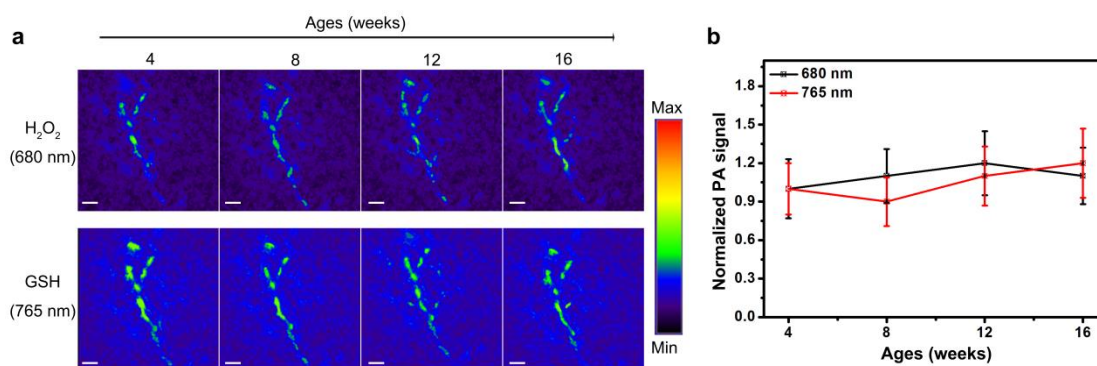 a
Ages (weeks)
4 8 12 16
H₂O₂
(680 nm)
GSH
(765 nm)
Max
Min
b
680 nm
765 nm
Normalized PA signal
1.8
1.5
1.2
0.9
0.6
0.3
0.0
4 8 12 16
Ages (weeks)